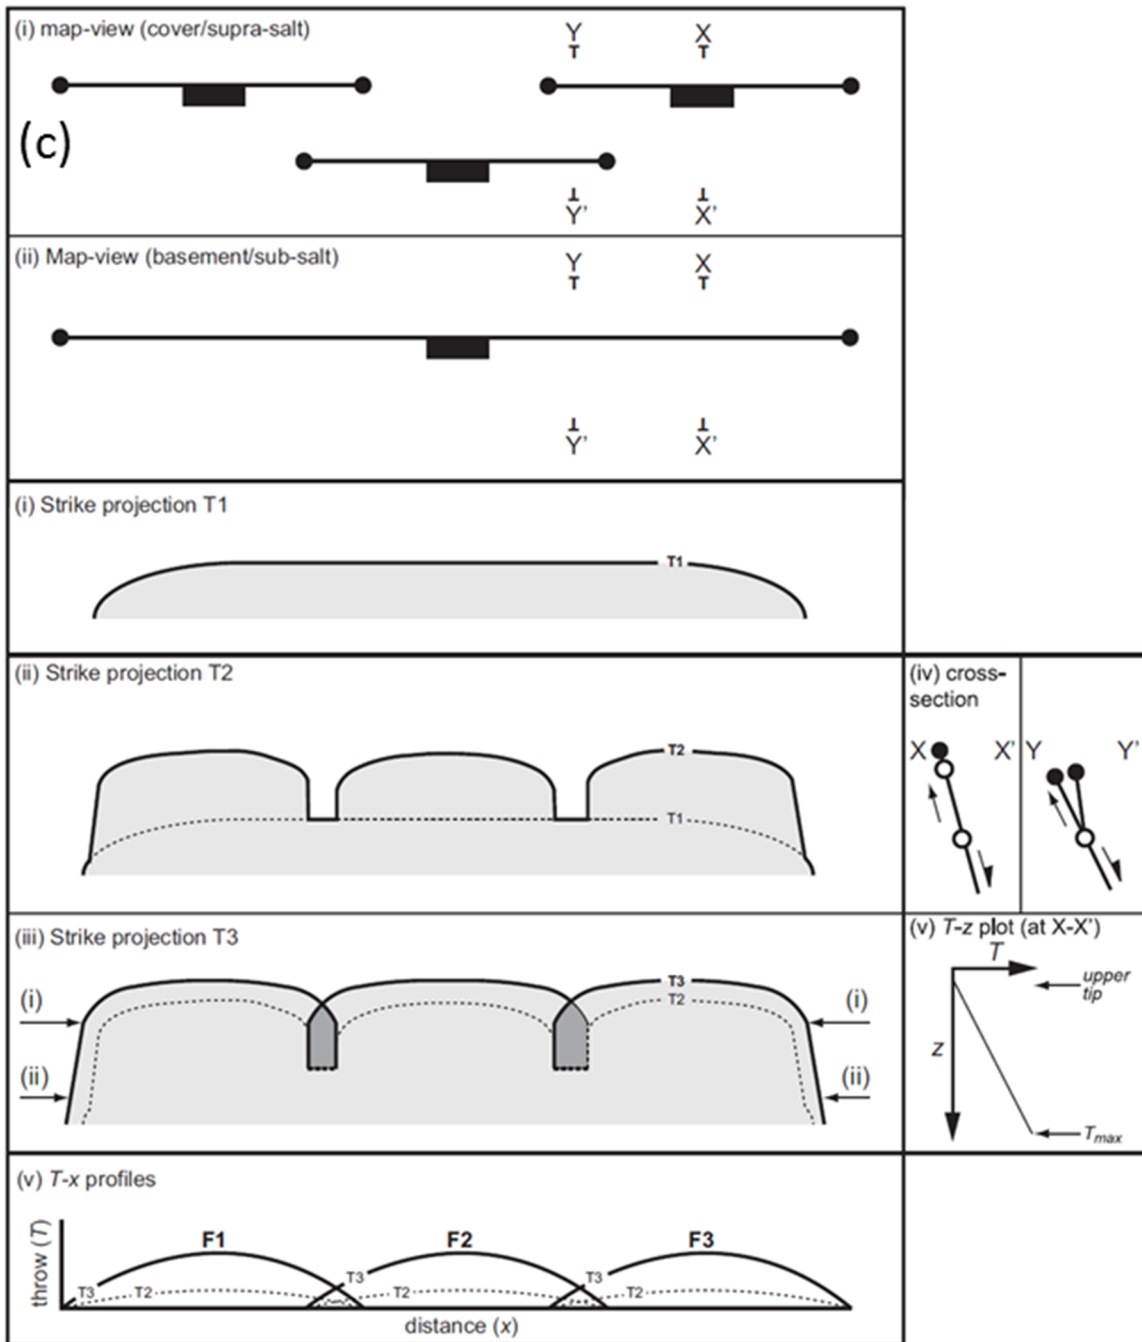 (i) map-view (cover/supra-salt)
Y X
(c)
Y' X'
(ii) Map-view (basement/sub-salt)
Y X
Y' X'
(i) Strike projection T1
T1
(ii) Strike projection T2
T2
T1
(iv) cross-
section
X X' Y Y'
(iii) Strike projection T3
T3
T2
(i) (i)
(ii) (ii)
(v) T-z plot (at X-X')
T
upper
tip
z
Tmax
(v) T-x profiles
throw (T)
F1 F2 F3
T3 T2 T3 T2 T3 T2
distance (x)